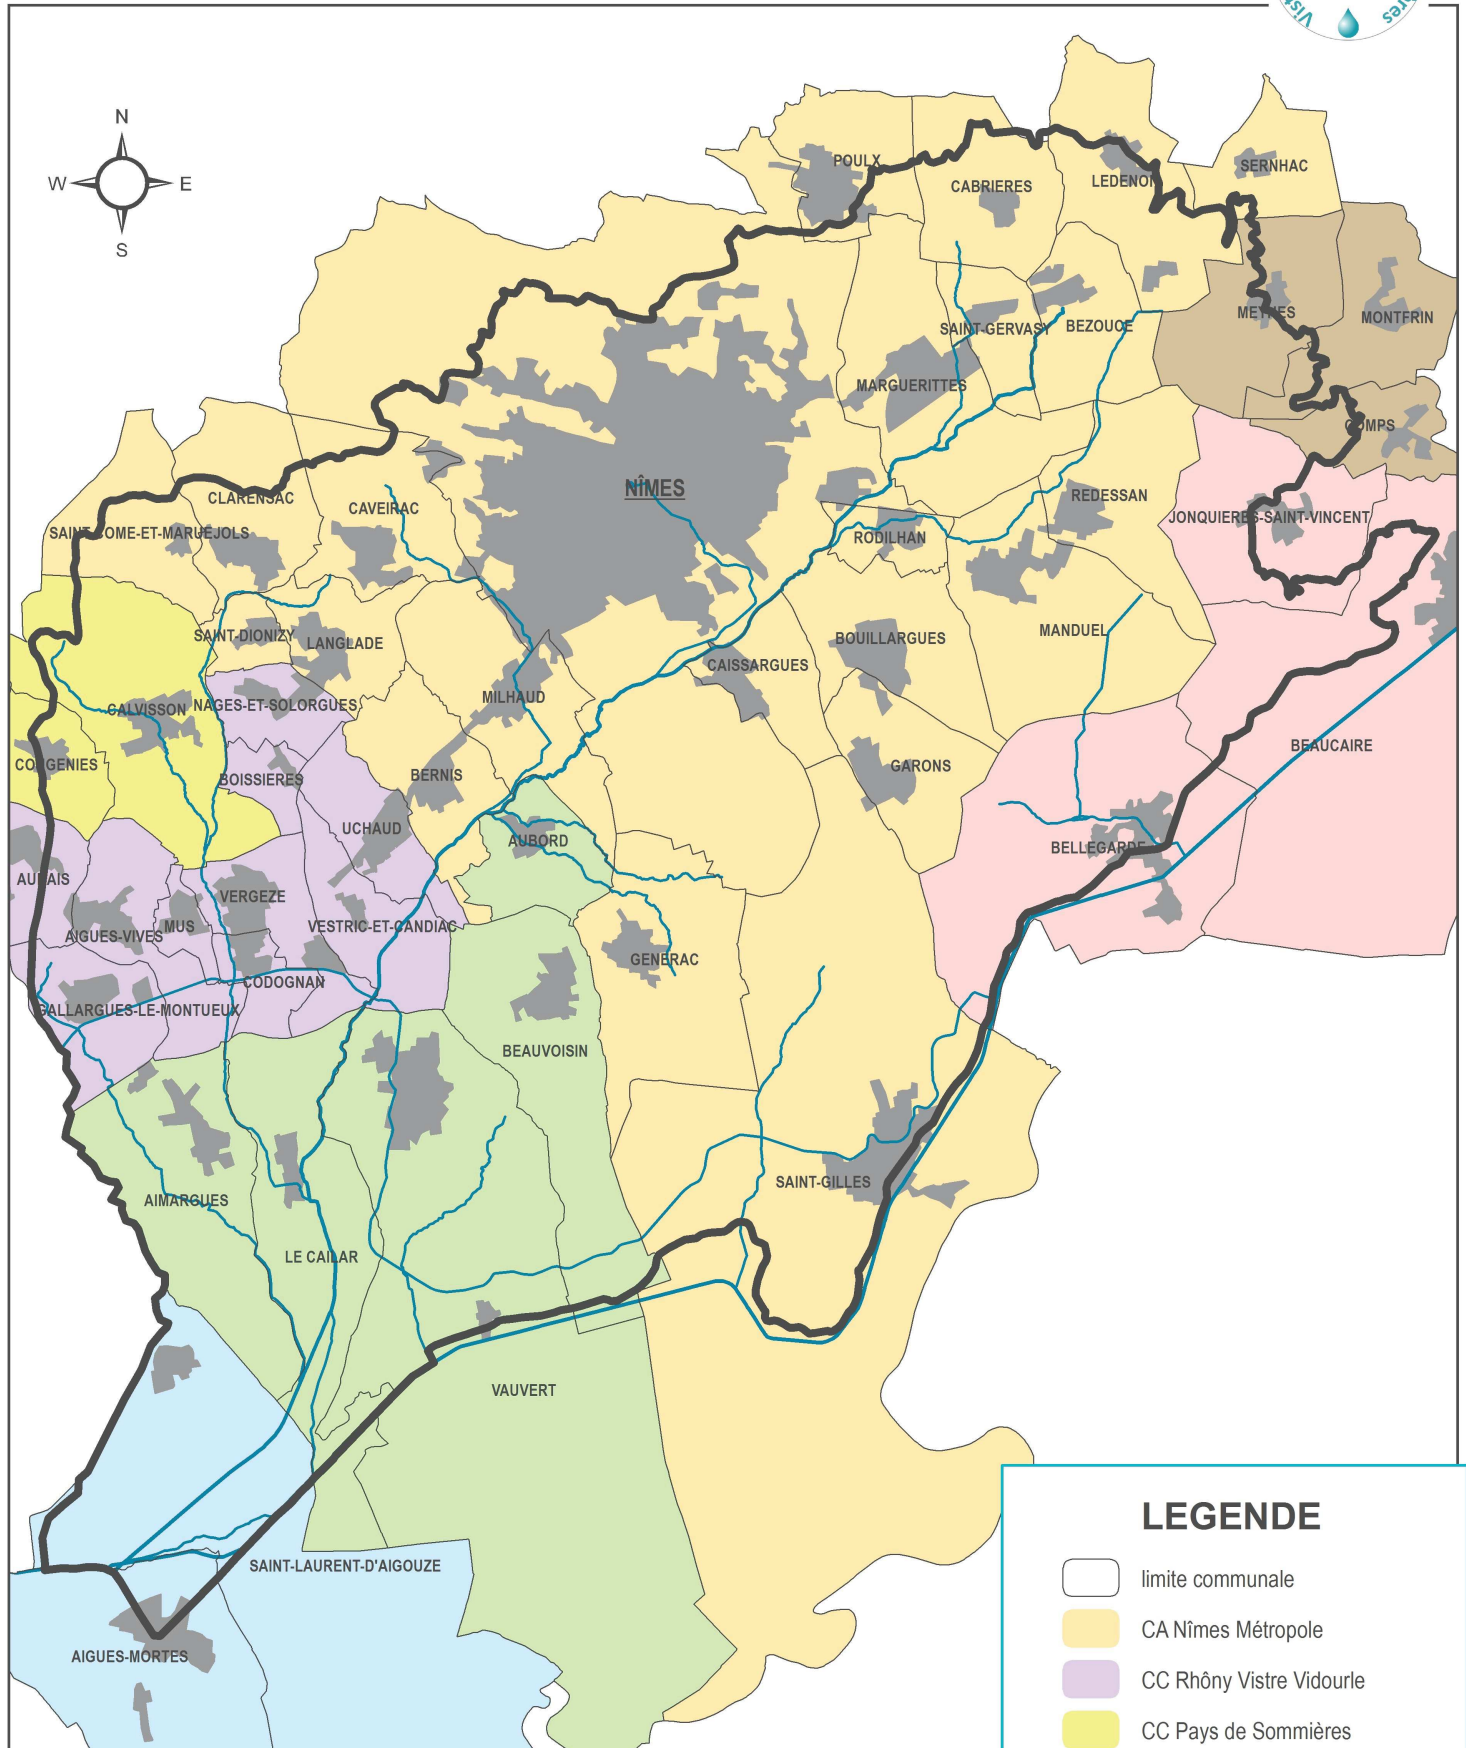 Vist
bres
N
W
E
S
POULX
CABRIERES
LEDENON
SERNHAC
MEYNES
MONTFRIN
SAINT-GERVASY
BEZOUCE
MARGUERITTES
COMPS
NÎMES
CLARENSAC
CAVEIRAC
REDESSAN
JONQUIERES-SAINT-VINCENT
SAINT-COME-ET-MARUEJOLS
RODILHAN
SAINT-DIONIZY
LANGLADE
BOUILLARGUES
MANDUEL
CAISSARGUES
MILHAUD
CALVISSON
NAGES-ET-SOLORGUES
BEAUCAIRE
CONGENIES
BOISSIERES
BERNIS
GARONS
UCHAUD
AUBORD
BELLEGARDE
AUBAIS
VERGEZE
AIGUES-VIVES
MUS
VESTRIC-ET-CANDIAC
GENERAC
CODOGNAN
GALLARGUES-LE-MONTUEUX
BEAUVOISIN
SAINT-GILLES
AIMARGUES
LE CAILAR
VAUVERT
SAINT-LAURENT-D'AIGOUZE
AIGUES-MORTES
LEGENDE
limite communale
CA Nîmes Métropole
CC Rhôny Vistre Vidourle
CC Pays de Sommières